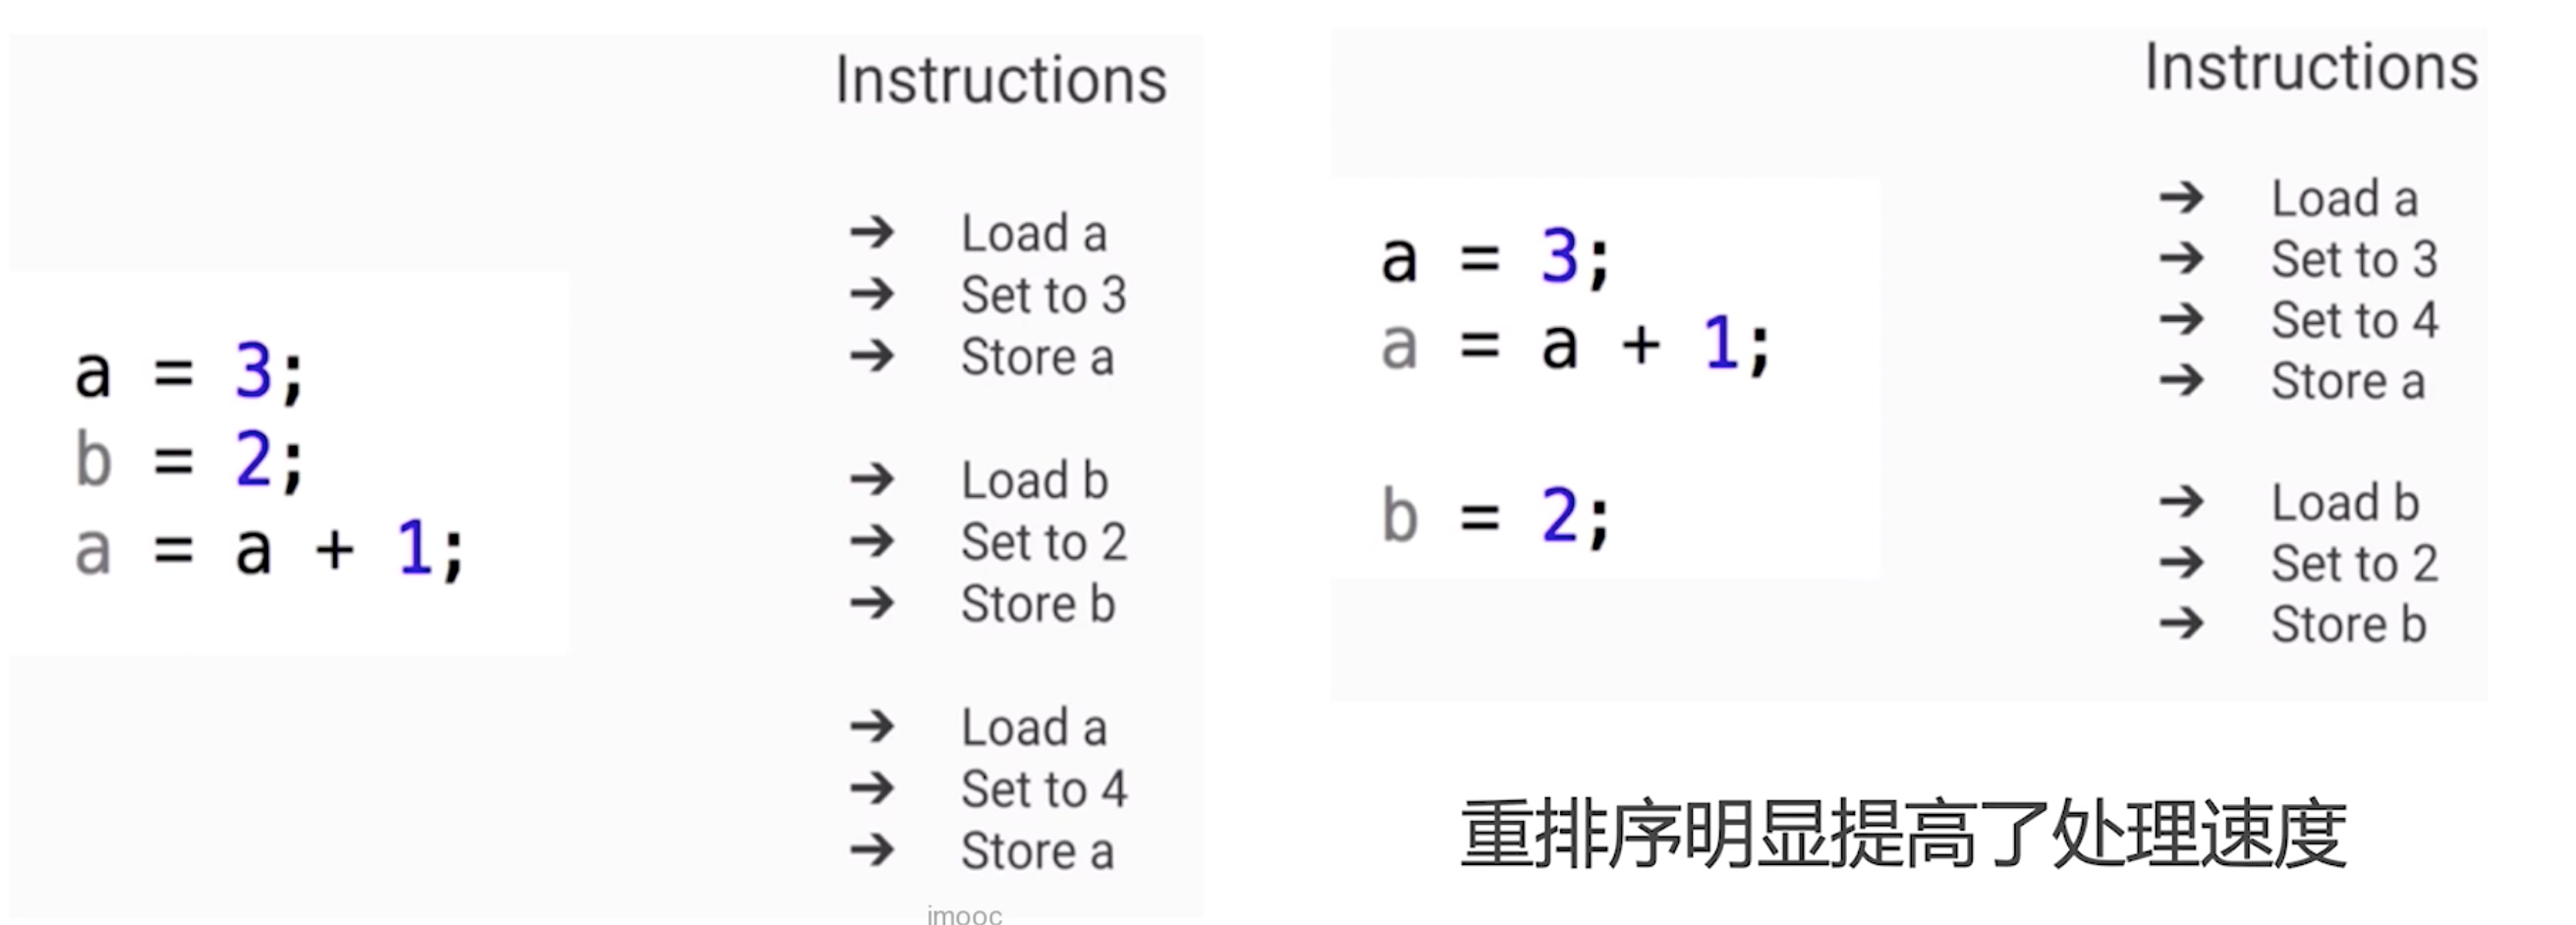 Instructions
a = 3;
b = 2;
a = a + 1;
➔ Load a
➔ Set to 3
➔ Store a
➔ Load b
➔ Set to 2
➔ Store b
➔ Load a
➔ Set to 4
➔ Store a
imooc
Instructions
a = 3;
a = a + 1;
b = 2;
➔ Load a
➔ Set to 3
➔ Set to 4
➔ Store a
➔ Load b
➔ Set to 2
➔ Store b
重排序明显提高了处理速度